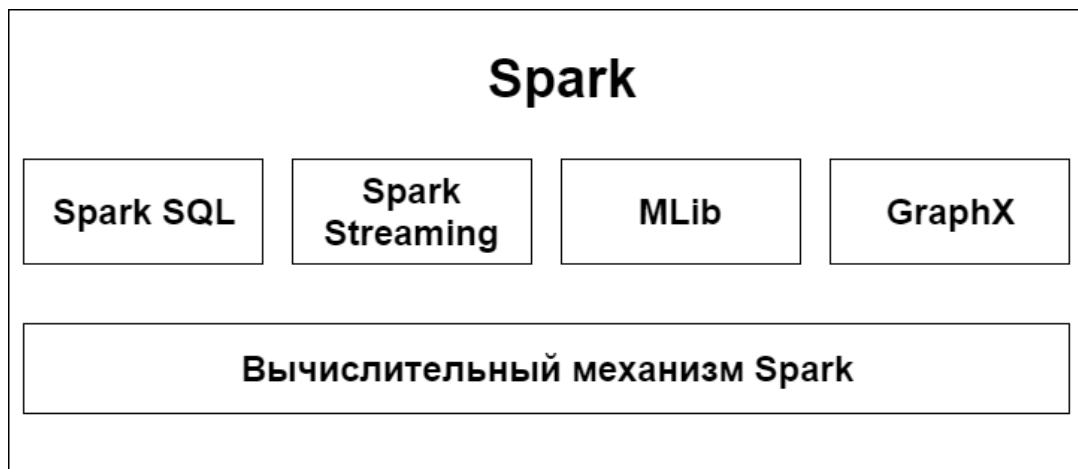 Spark
Spark SQL
Spark
Streaming
MLib
GraphX
Вычислительный механизм Spark